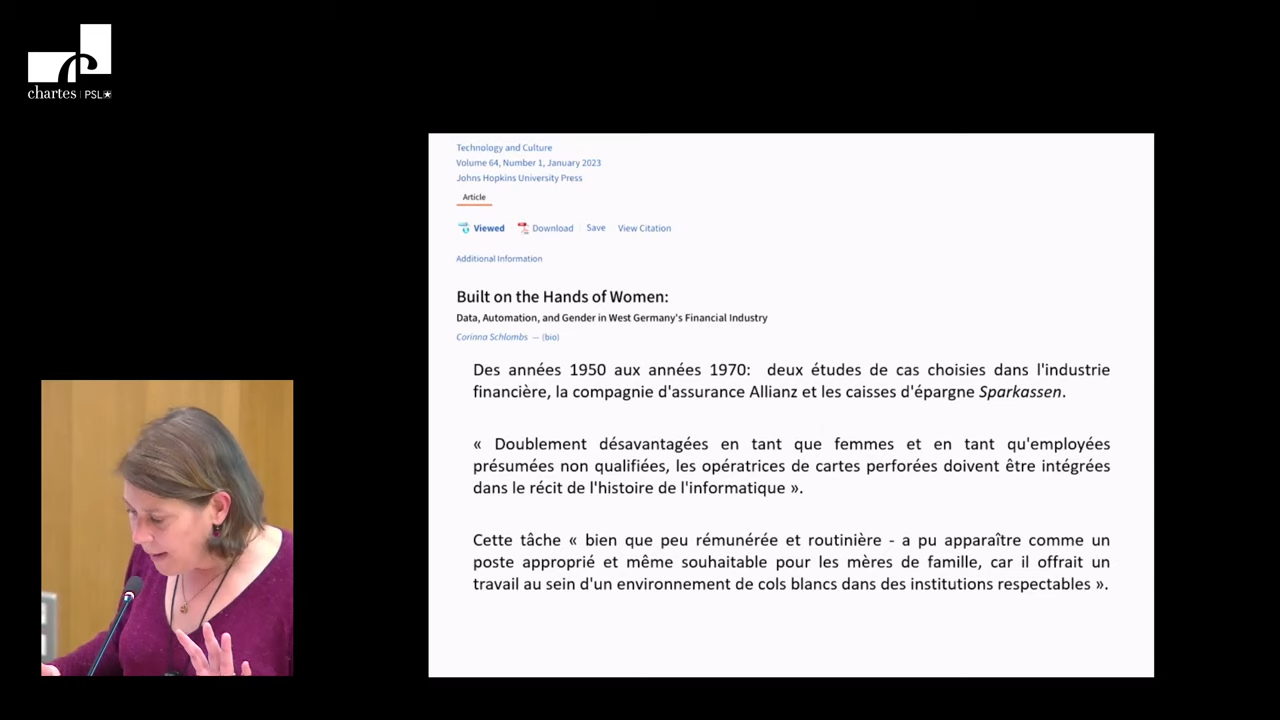 chartes | PSL★
Technology and Culture
Volume 64, Number 1, January 2023
Johns Hopkins University Press
Article
Viewed Download Save View Citation
Additional Information
Built on the Hands of Women:
Data, Automation, and Gender in West Germany's Financial Industry
Corinna Schlombs — (bio)
Des années 1950 aux années 1970: deux études de cas choisies dans l'industrie
financière, la compagnie d'assurance Allianz et les caisses d'épargne Sparkassen.
« Doublement désavantagées en tant que femmes et en tant qu'employées
présumées non qualifiées, les opératrices de cartes perforées doivent être intégrées
dans le récit de l'histoire de l'informatique ».
Cette tâche « bien que peu rémunérée et routinière - a pu apparaître comme un
poste approprié et même souhaitable pour les mères de famille, car il offrait un
travail au sein d'un environnement de cols blancs dans des institutions respectables ».